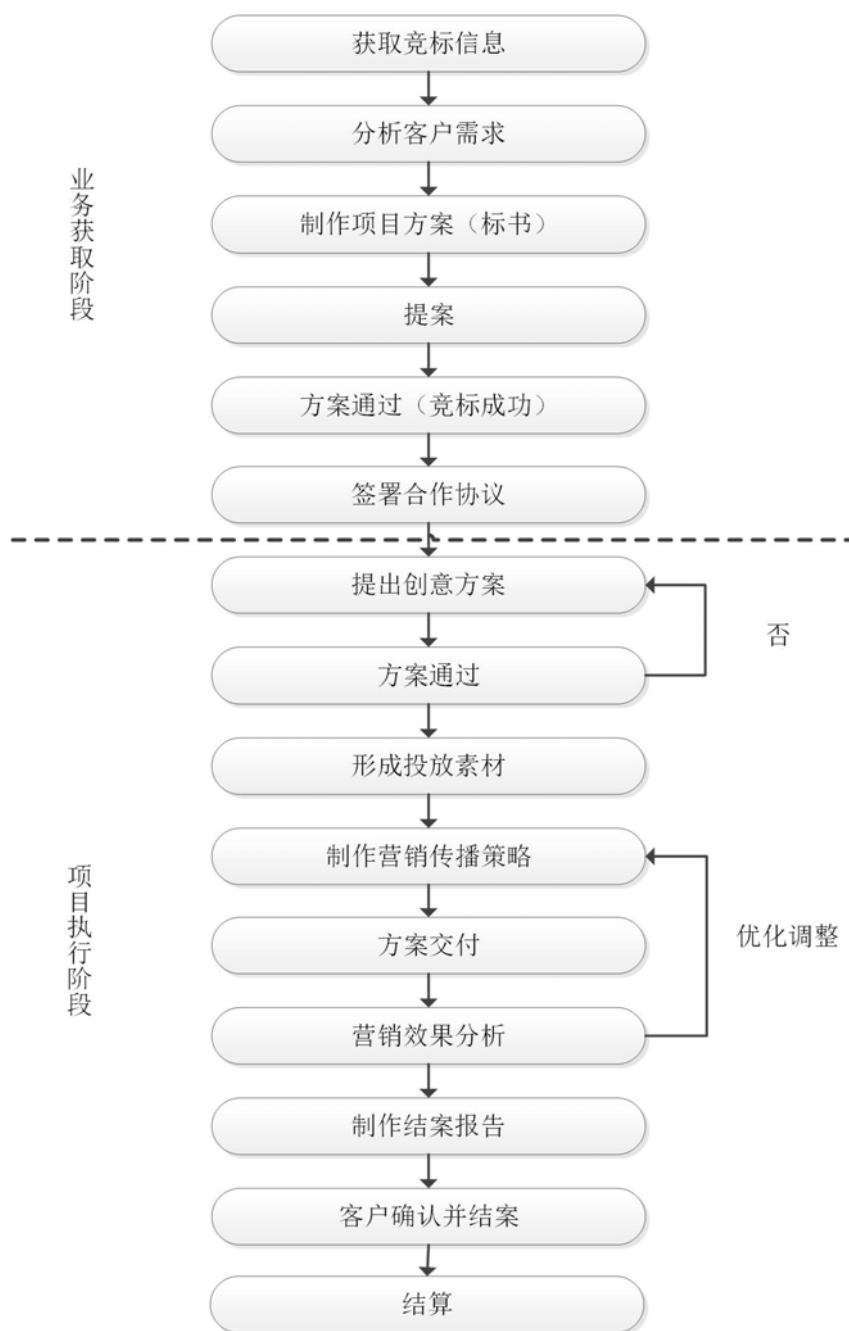 获取竞标信息
分析客户需求
制作项目方案（标书）
提案
方案通过（竞标成功）
签署合作协议
业务获取阶段
提出创意方案
否
方案通过
形成投放素材
制作营销传播策略
项目执行阶段
优化调整
方案交付
营销效果分析
制作结案报告
客户确认并结案
结算